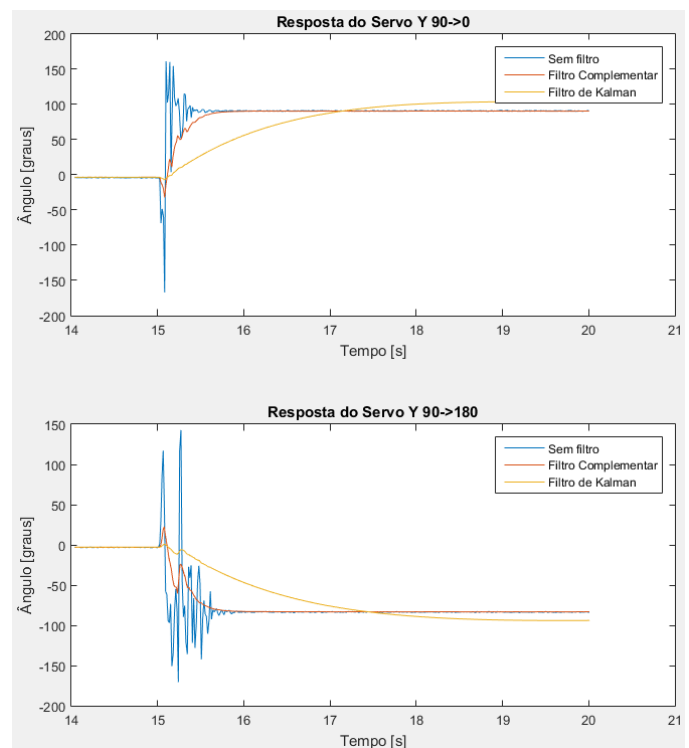 Resposta do Servo Y 90->0
200
150
100
50
0
-50
-100
-150
-200
Ângulo [graus]
Sem filtro
Filtro Complementar
Filtro de Kalman
14 15 16 17 18 19 20 21
Tempo [s]
Resposta do Servo Y 90->180
150
100
50
0
-50
-100
-150
-200
Ângulo [graus]
Sem filtro
Filtro Complementar
Filtro de Kalman
14 15 16 17 18 19 20 21
Tempo [s]